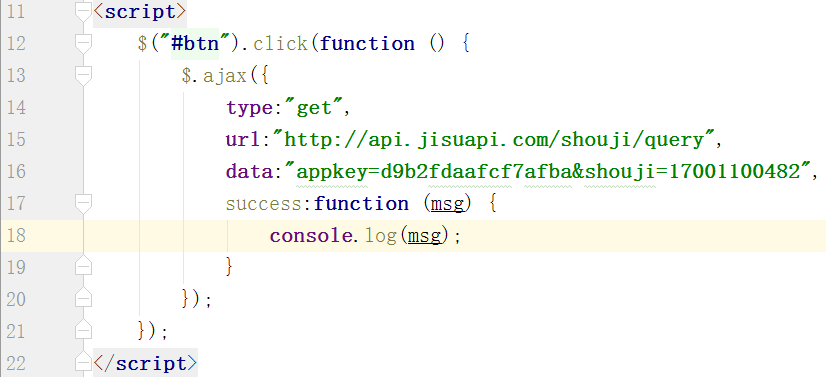 11 <script>
12 $("#btn").click(function () {
13 $.ajax({
14 type:"get",
15 url:"http://api.jisuapi.com/shouji/query",
16 data:"appkey=d9b2fdaafcf7afba&shouji=17001100482",
17 success:function (msg) {
18 console.log(msg);
19 }
20 });
21 });
22 </script>